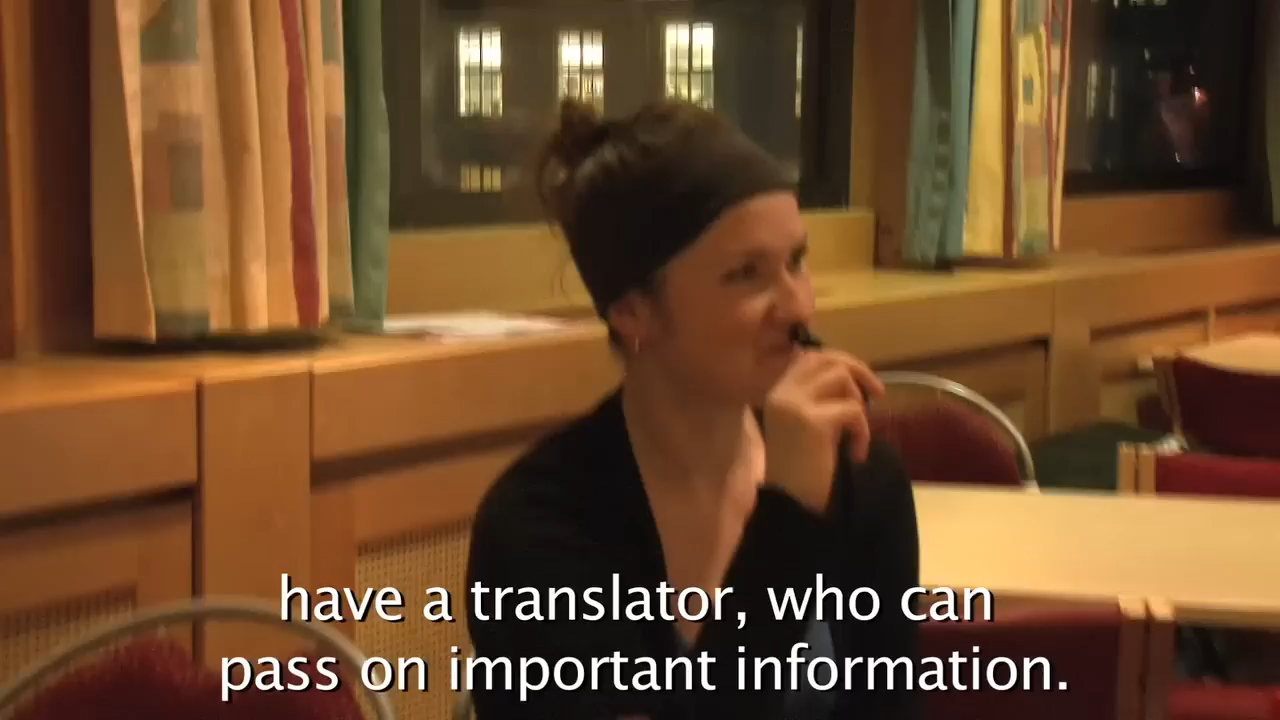 have a translator, who can
pass on important information.